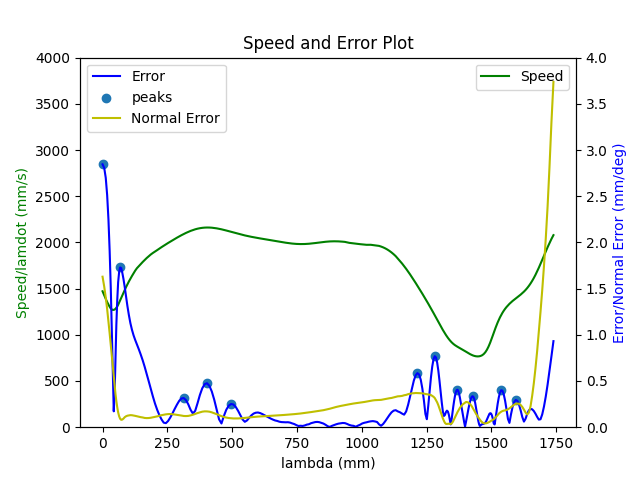 Speed and Error Plot
Error
peaks
Normal Error
Speed
4000
3500
3000
2500
2000
1500
1000
500
0
Speed/lamdot (mm/s)
4.0
3.5
3.0
2.5
2.0
1.5
1.0
0.5
0.0
Error/Normal Error (mm/deg)
0 250 500 750 1000 1250 1500 1750
lambda (mm)